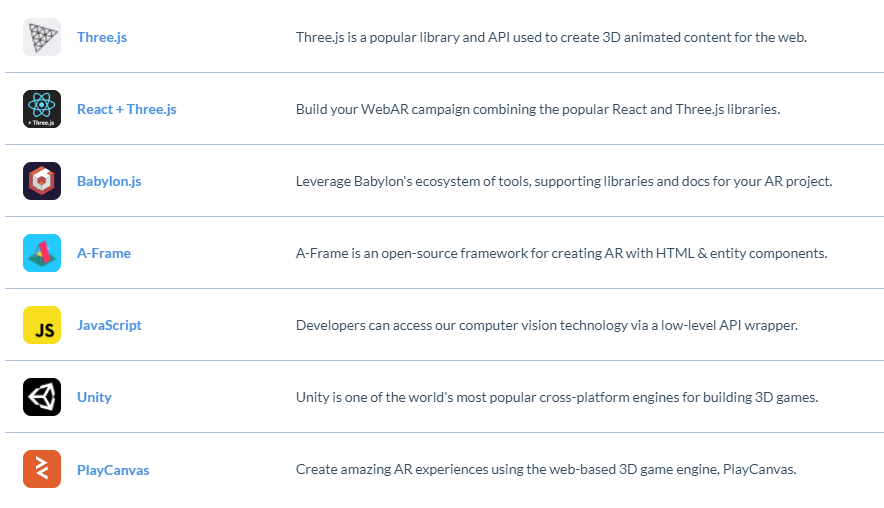 Three.js
Three.js is a popular library and API used to create 3D animated content for the web.
+ Three.js
React + Three.js
Build your WebAR campaign combining the popular React and Three.js libraries.
Babylon.js
Leverage Babylon's ecosystem of tools, supporting libraries and docs for your AR project.
A-Frame
A-Frame is an open-source framework for creating AR with HTML & entity components.
JS
JavaScript
Developers can access our computer vision technology via a low-level API wrapper.
Unity
Unity is one of the world's most popular cross-platform engines for building 3D games.
PlayCanvas
Create amazing AR experiences using the web-based 3D game engine, PlayCanvas.